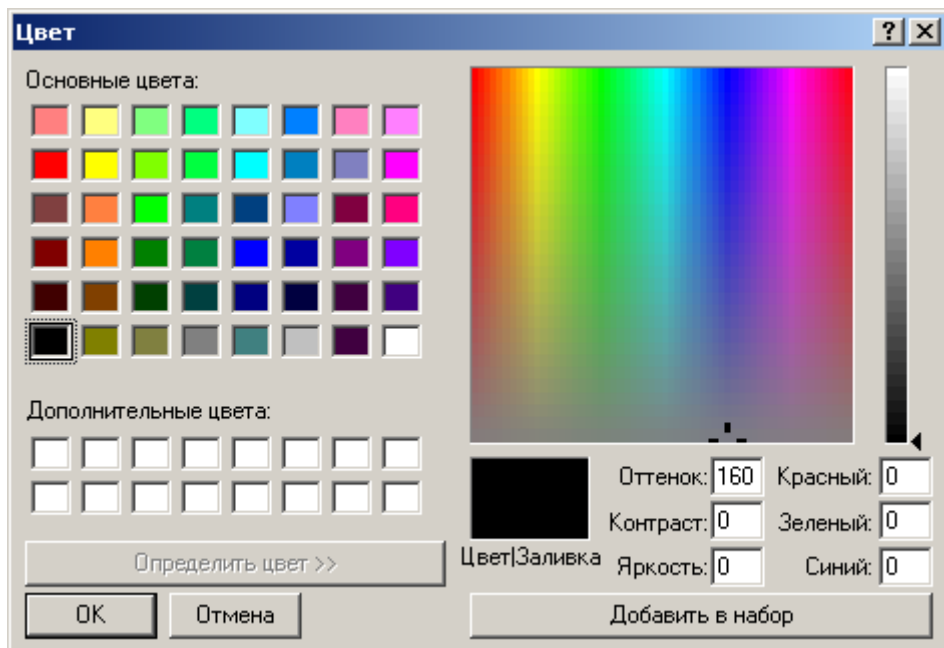 Цвет
Основные цвета:
Дополнительные цвета:
Определить цвет >>
OK
Отмена
Цвет|Заливка
Оттенок: 160
Контраст: 0
Яркость: 0
Красный: 0
Зеленый: 0
Синий: 0
Добавить в набор